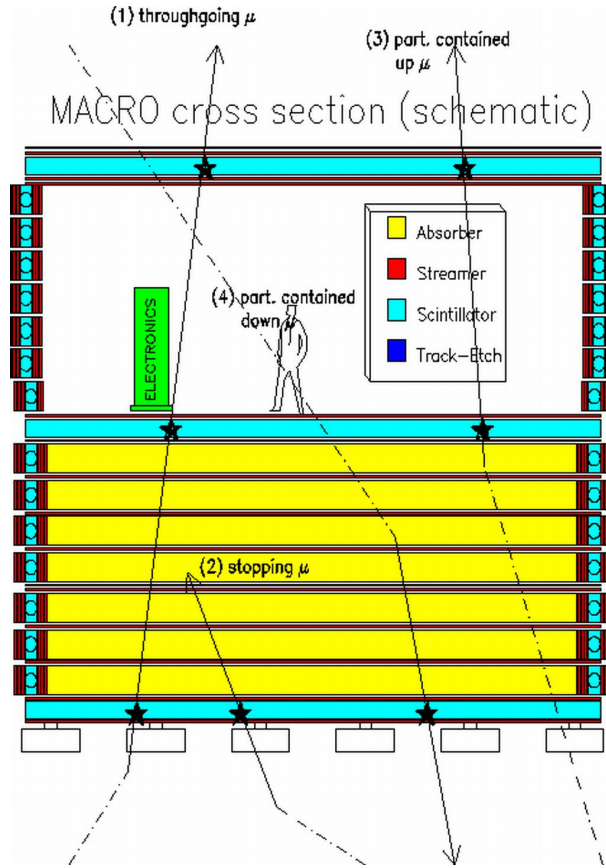 (1) throughgoing μ
(3) part. contained
up μ
MACRO cross section (schematic)
Absorber
Streamer
Scintillator
Track-Etch
(4) part. contained
down μ
ELECTRONICS
(2) stopping μ